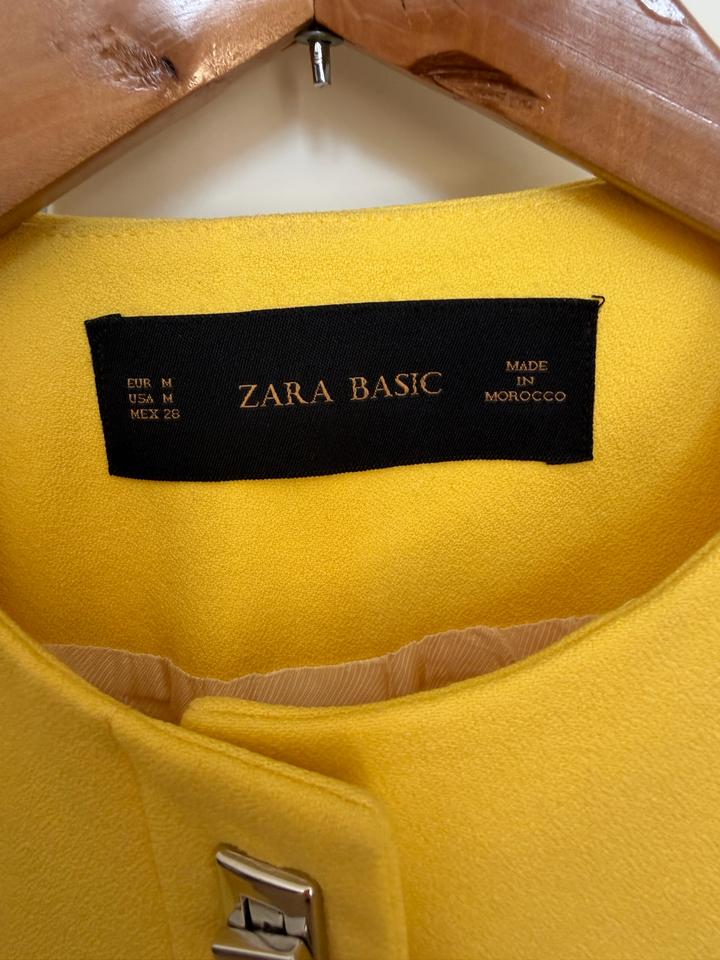 EUR M
USA M
MEX 28
ZARA BASIC
MADE
IN
MOROCCO